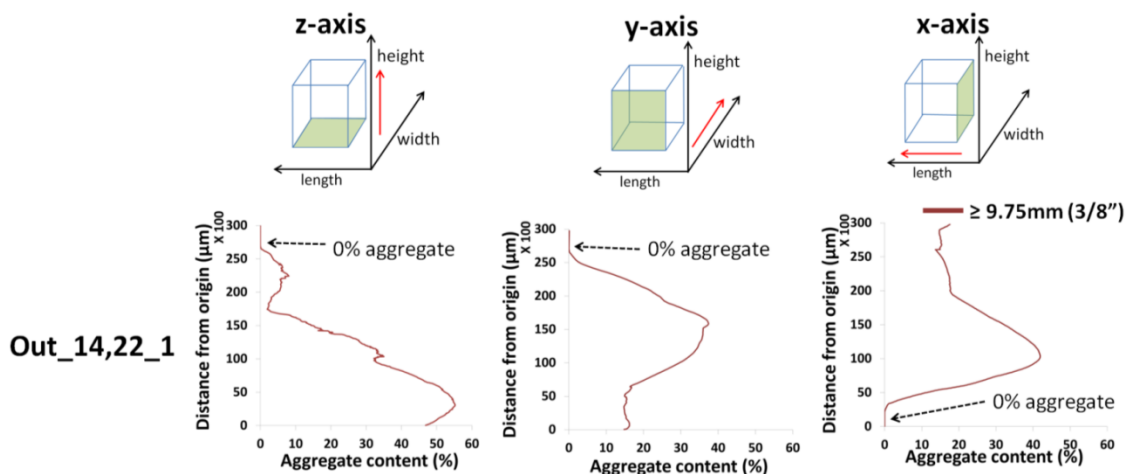 z-axis
height
width
length
y-axis
height
width
length
x-axis
height
width
length
≥ 9.75mm (3/8”)
Out_14,22_1
Distance from origin (µm)
x 100
300
250
200
150
100
50
0
0% aggregate
0 10 20 30 40 50 60
Aggregate content (%)
Distance from origin (µm)
x 100
300
250
200
150
100
50
0
0% aggregate
0 10 20 30 40 50 60
Aggregate content (%)
Distance from origin (µm)
x 100
300
250
200
150
100
50
0
0% aggregate
0 20 40 60
Aggregate content (%)